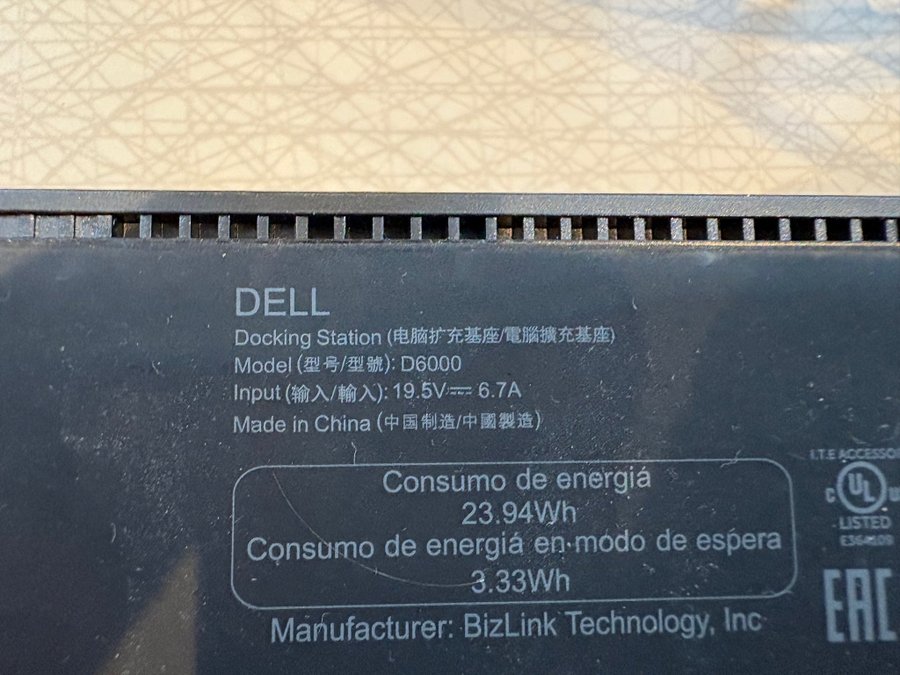 DELL
Docking Station (电脑扩充基座/電腦擴充基座)
Model (型号/型號): D6000
Input (输入/輸入): 19.5V⎓ 6.7A
Made in China (中国制造/中國製造)
Consumo de energiá
23.94Wh
Consumo de energiá en modo de espera
3.33Wh
Manufacturer: BizLink Technology, Inc
I.T.E ACCESSO
C UL U
LISTED
E364109
EAC